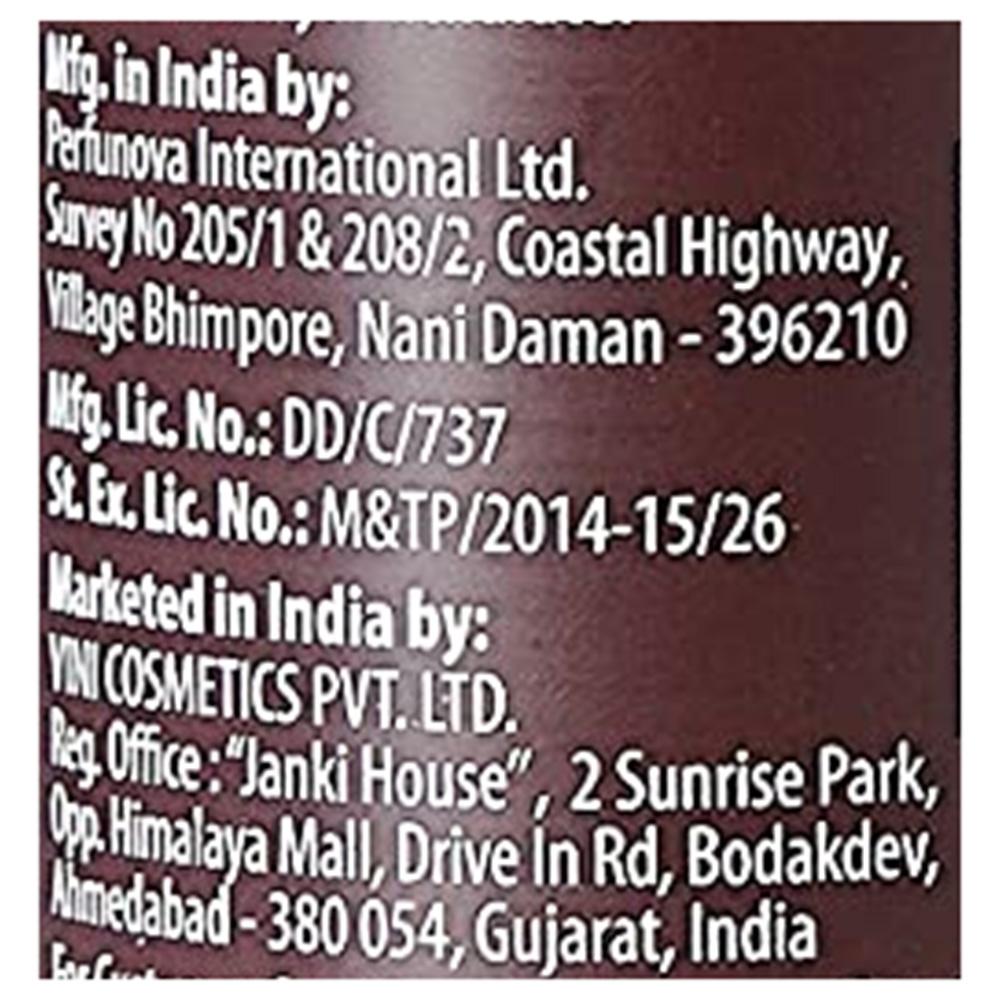 Mfg. in India by:
Perfunova International Ltd.
Survey No 205/1 & 208/2, Coastal Highway,
Village Bhimpore, Nani Daman - 396210
Mfg. Lic. No.: DD/C/737
St. Ex. Lic. No.: M&TP/2014-15/26
Marketed in India by:
VINI COSMETICS PVT. LTD.
Reg. Office : "Janki House" , 2 Sunrise Park,
Opp. Himalaya Mall, Drive In Rd, Bodakdev,
Ahmedabad - 380 054, Gujarat, India